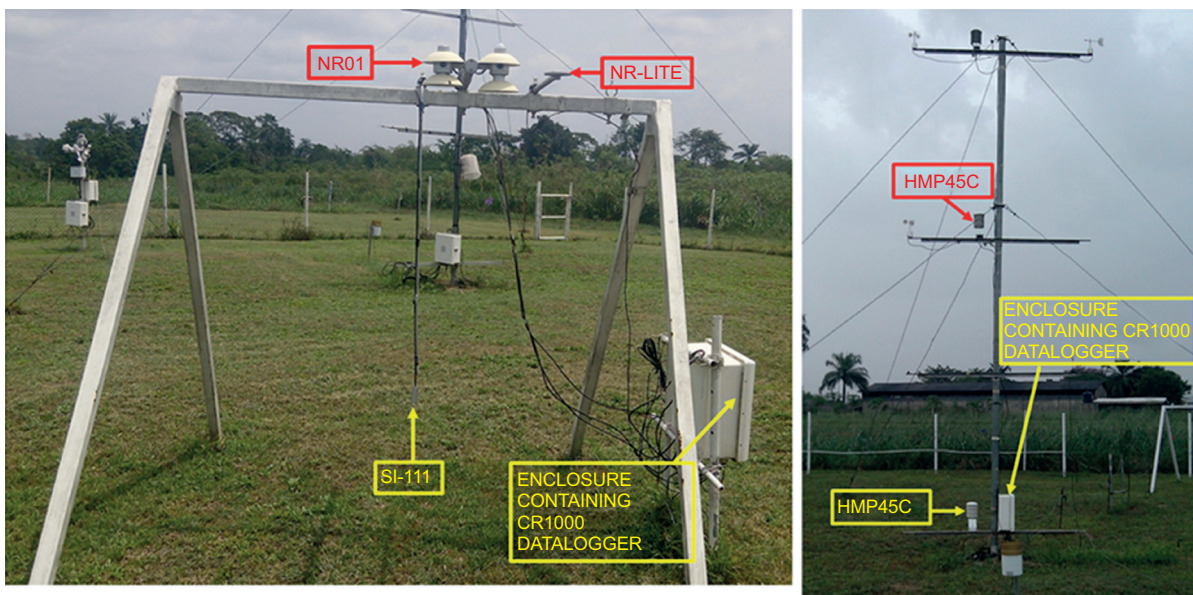 NR01
NR-LITE
SI-111
ENCLOSURE
CONTAINING
CR1000
DATALOGGER
HMP45C
ENCLOSURE
CONTAINING CR1000
DATALOGGER
HMP45C